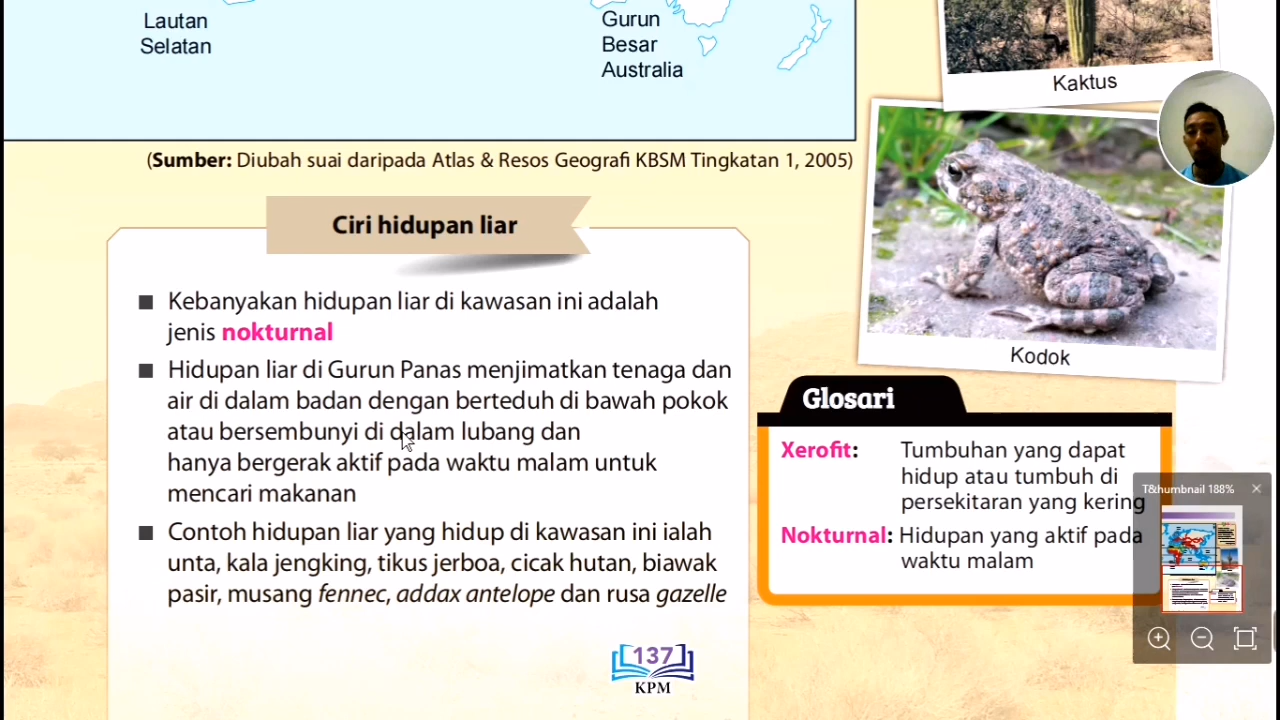 Lautan
Selatan
Gurun
Besar
Australia
Kaktus
(Sumber: Diubah suai daripada Atlas & Resos Geografi KBSM Tingkatan 1, 2005)
Ciri hidupan liar
Kebanyakan hidupan liar di kawasan ini adalah
jenis nokturnal
Hidupan liar di Gurun Panas menjimatkan tenaga dan
air di dalam badan dengan berteduh di bawah pokok
atau bersembunyi di dalam lubang dan
hanya bergerak aktif pada waktu malam untuk
mencari makanan
Contoh hidupan liar yang hidup di kawasan ini ialah
unta, kala jengking, tikus jerboa, cicak hutan, biawak
pasir, musang fennec, addax antelope dan rusa gazelle
Kodok
Glosari
Xerofit: Tumbuhan yang dapat
hidup atau tumbuh di
persekitaran yang kering
Nokturnal: Hidupan yang aktif pada
waktu malam
T&humbnail 188%
137
KPM